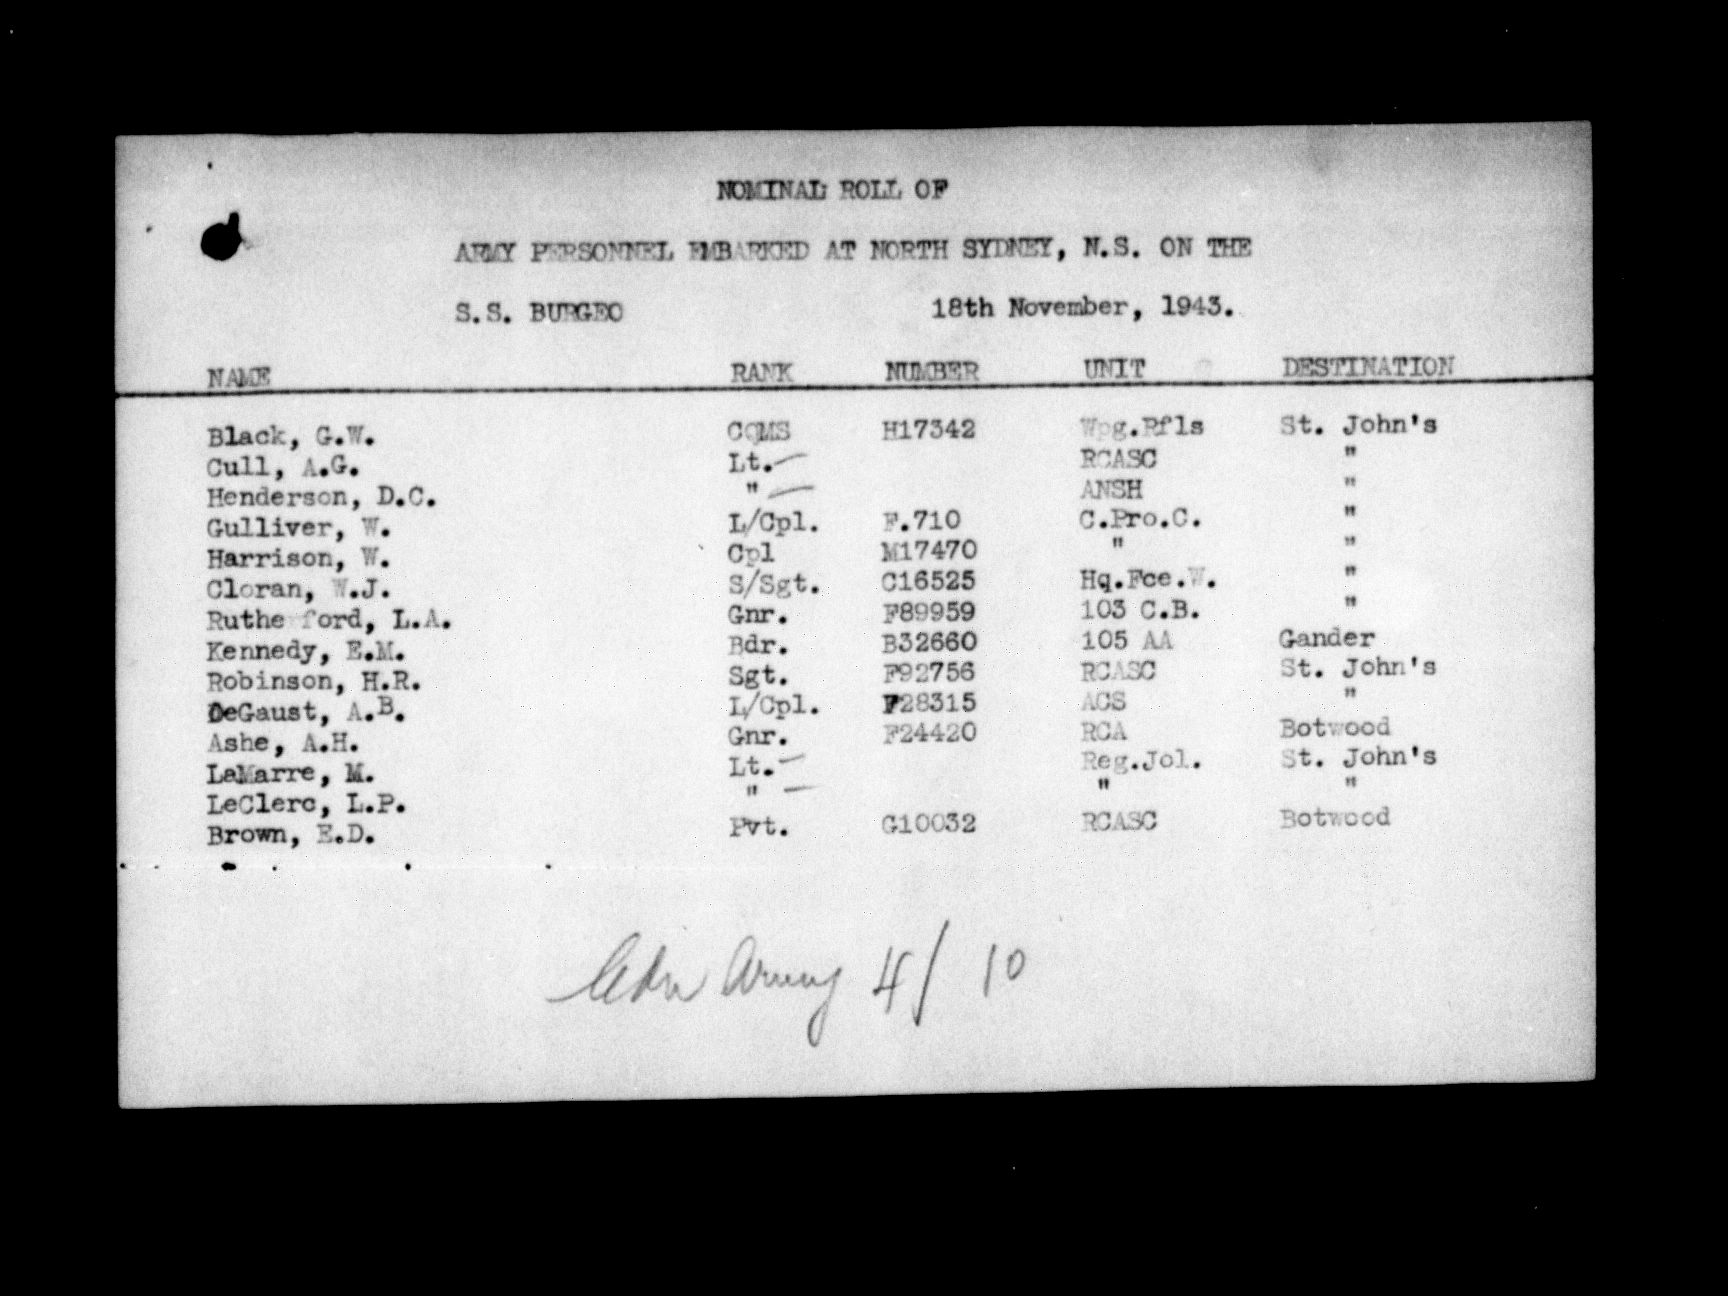 NOMINAL ROLL OF
ARMY PERSONNEL EMBARKED AT NORTH SYDNEY, N.S. ON THE
S.S. BURGEO 18th November, 1943.
NAME RANK NUMBER UNIT DESTINATION
Black, G.W. CQMS H17342 Wpg.Rfls St. John's
Cull, A.G. Lt. RCASC "
Henderson, D.C. " ANSH "
Gulliver, W. L/Cpl. F.710 C.Pro.C. "
Harrison, W. Cpl M17470 " "
Cloran, W.J. S/Sgt. C16525 Hq.Fce.W. "
Rutherford, L.A. Gnr. F89959 103 C.B. "
Kennedy, E.M. Bdr. B32660 105 AA Gander
Robinson, H.R. Sgt. F92756 RCASC St. John's
DeGaust, A.B. L/Cpl. F28315 ACS "
Ashe, A.H. Gnr. F24420 RCA Botwood
LaMarre, M. Lt. Reg.Jol. St. John's
LeClerc, L.P. " " "
Brown, E.D. Pvt. G10032 RCASC Botwood
Cdn Army 4/ 10